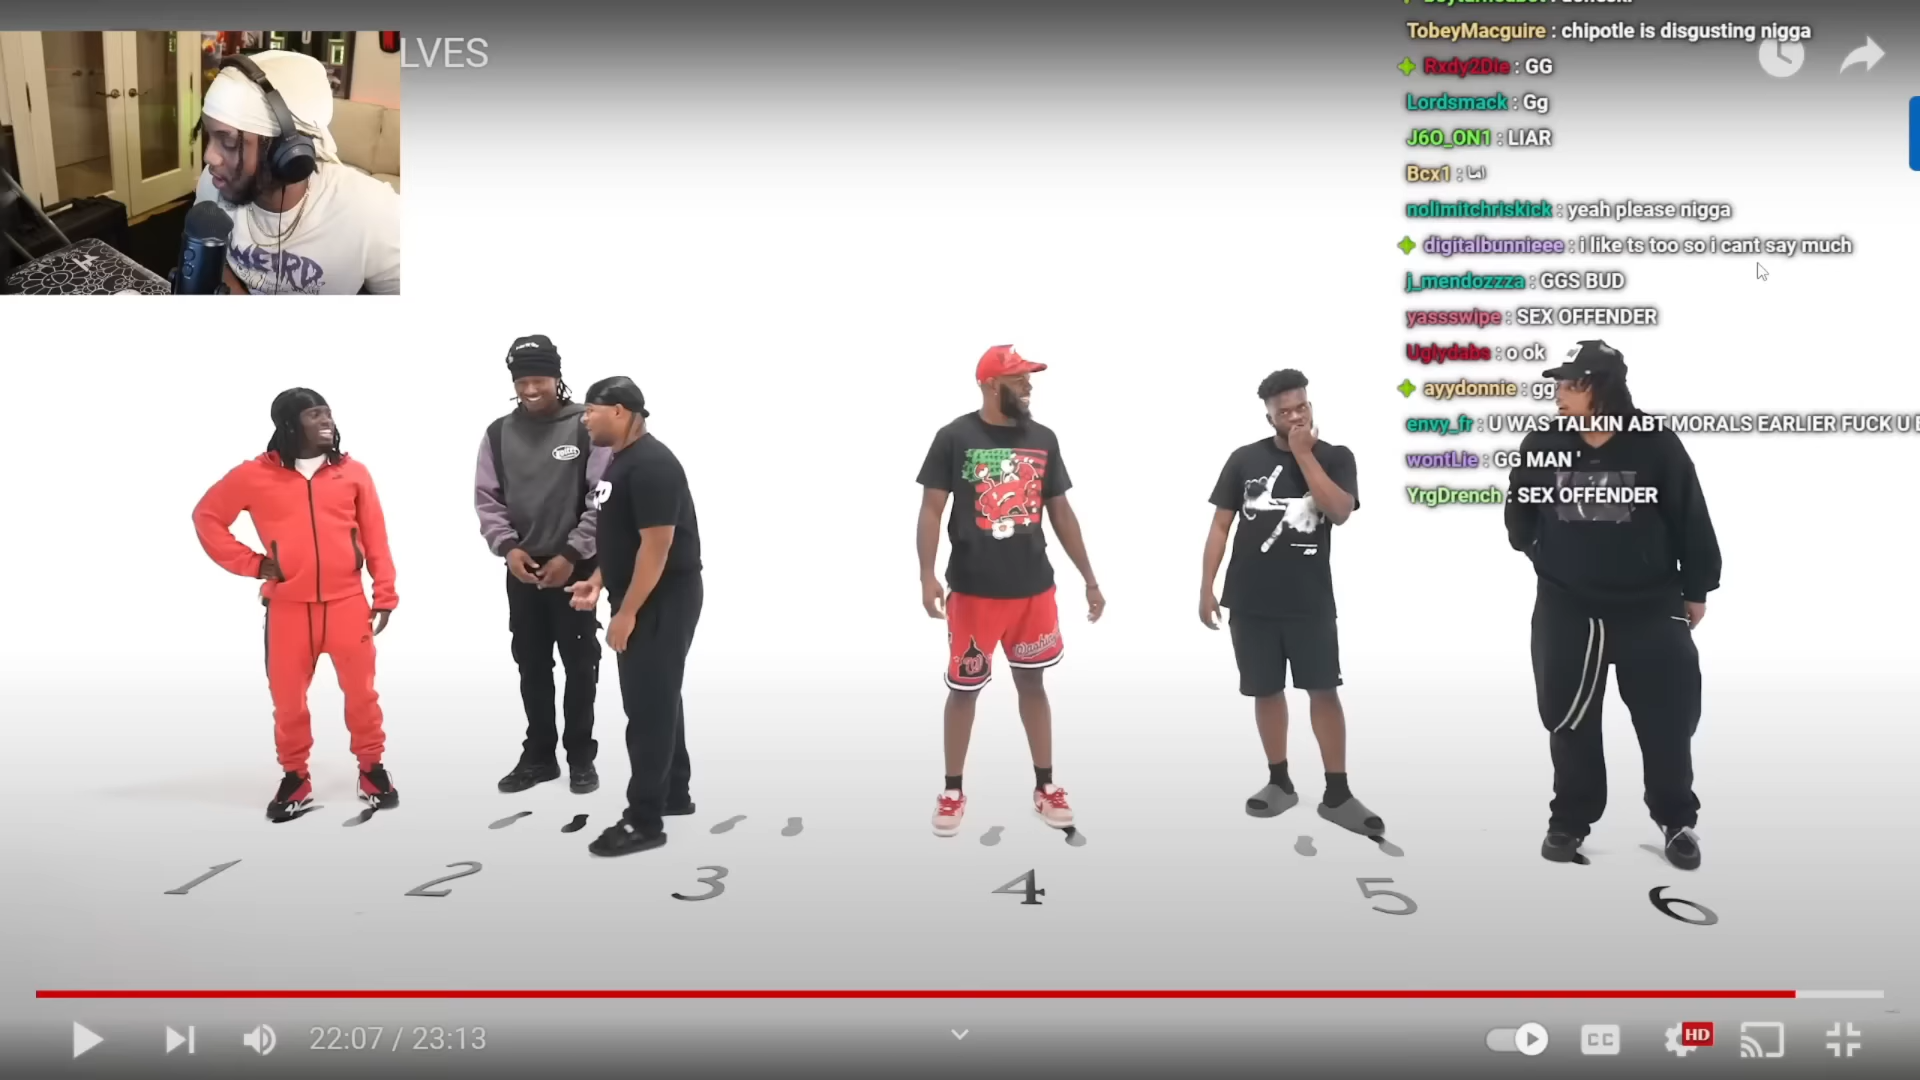 LVES
TobeyMacguire : chipotle is disgusting nigga
Rxdy2Die : GG
Lordsmack : Gg
J6O_ON1 : LIAR
Bcx1 : اما
nolimitchriskick : yeah please nigga
digitalbunnieee : i like ts too so i cant say much
j_mendozzza : GGS BUD
yassswipe : SEX OFFENDER
Uglydabs : o ok
ayydonnie : gg
envy_fr : U WAS TALKIN ABT MORALS EARLIER FUCK U
wontLie : GG MAN '
YrgDrench : SEX OFFENDER
WEIRD
1 2 3 4 5 6
22:07 / 23:13
CC
HD